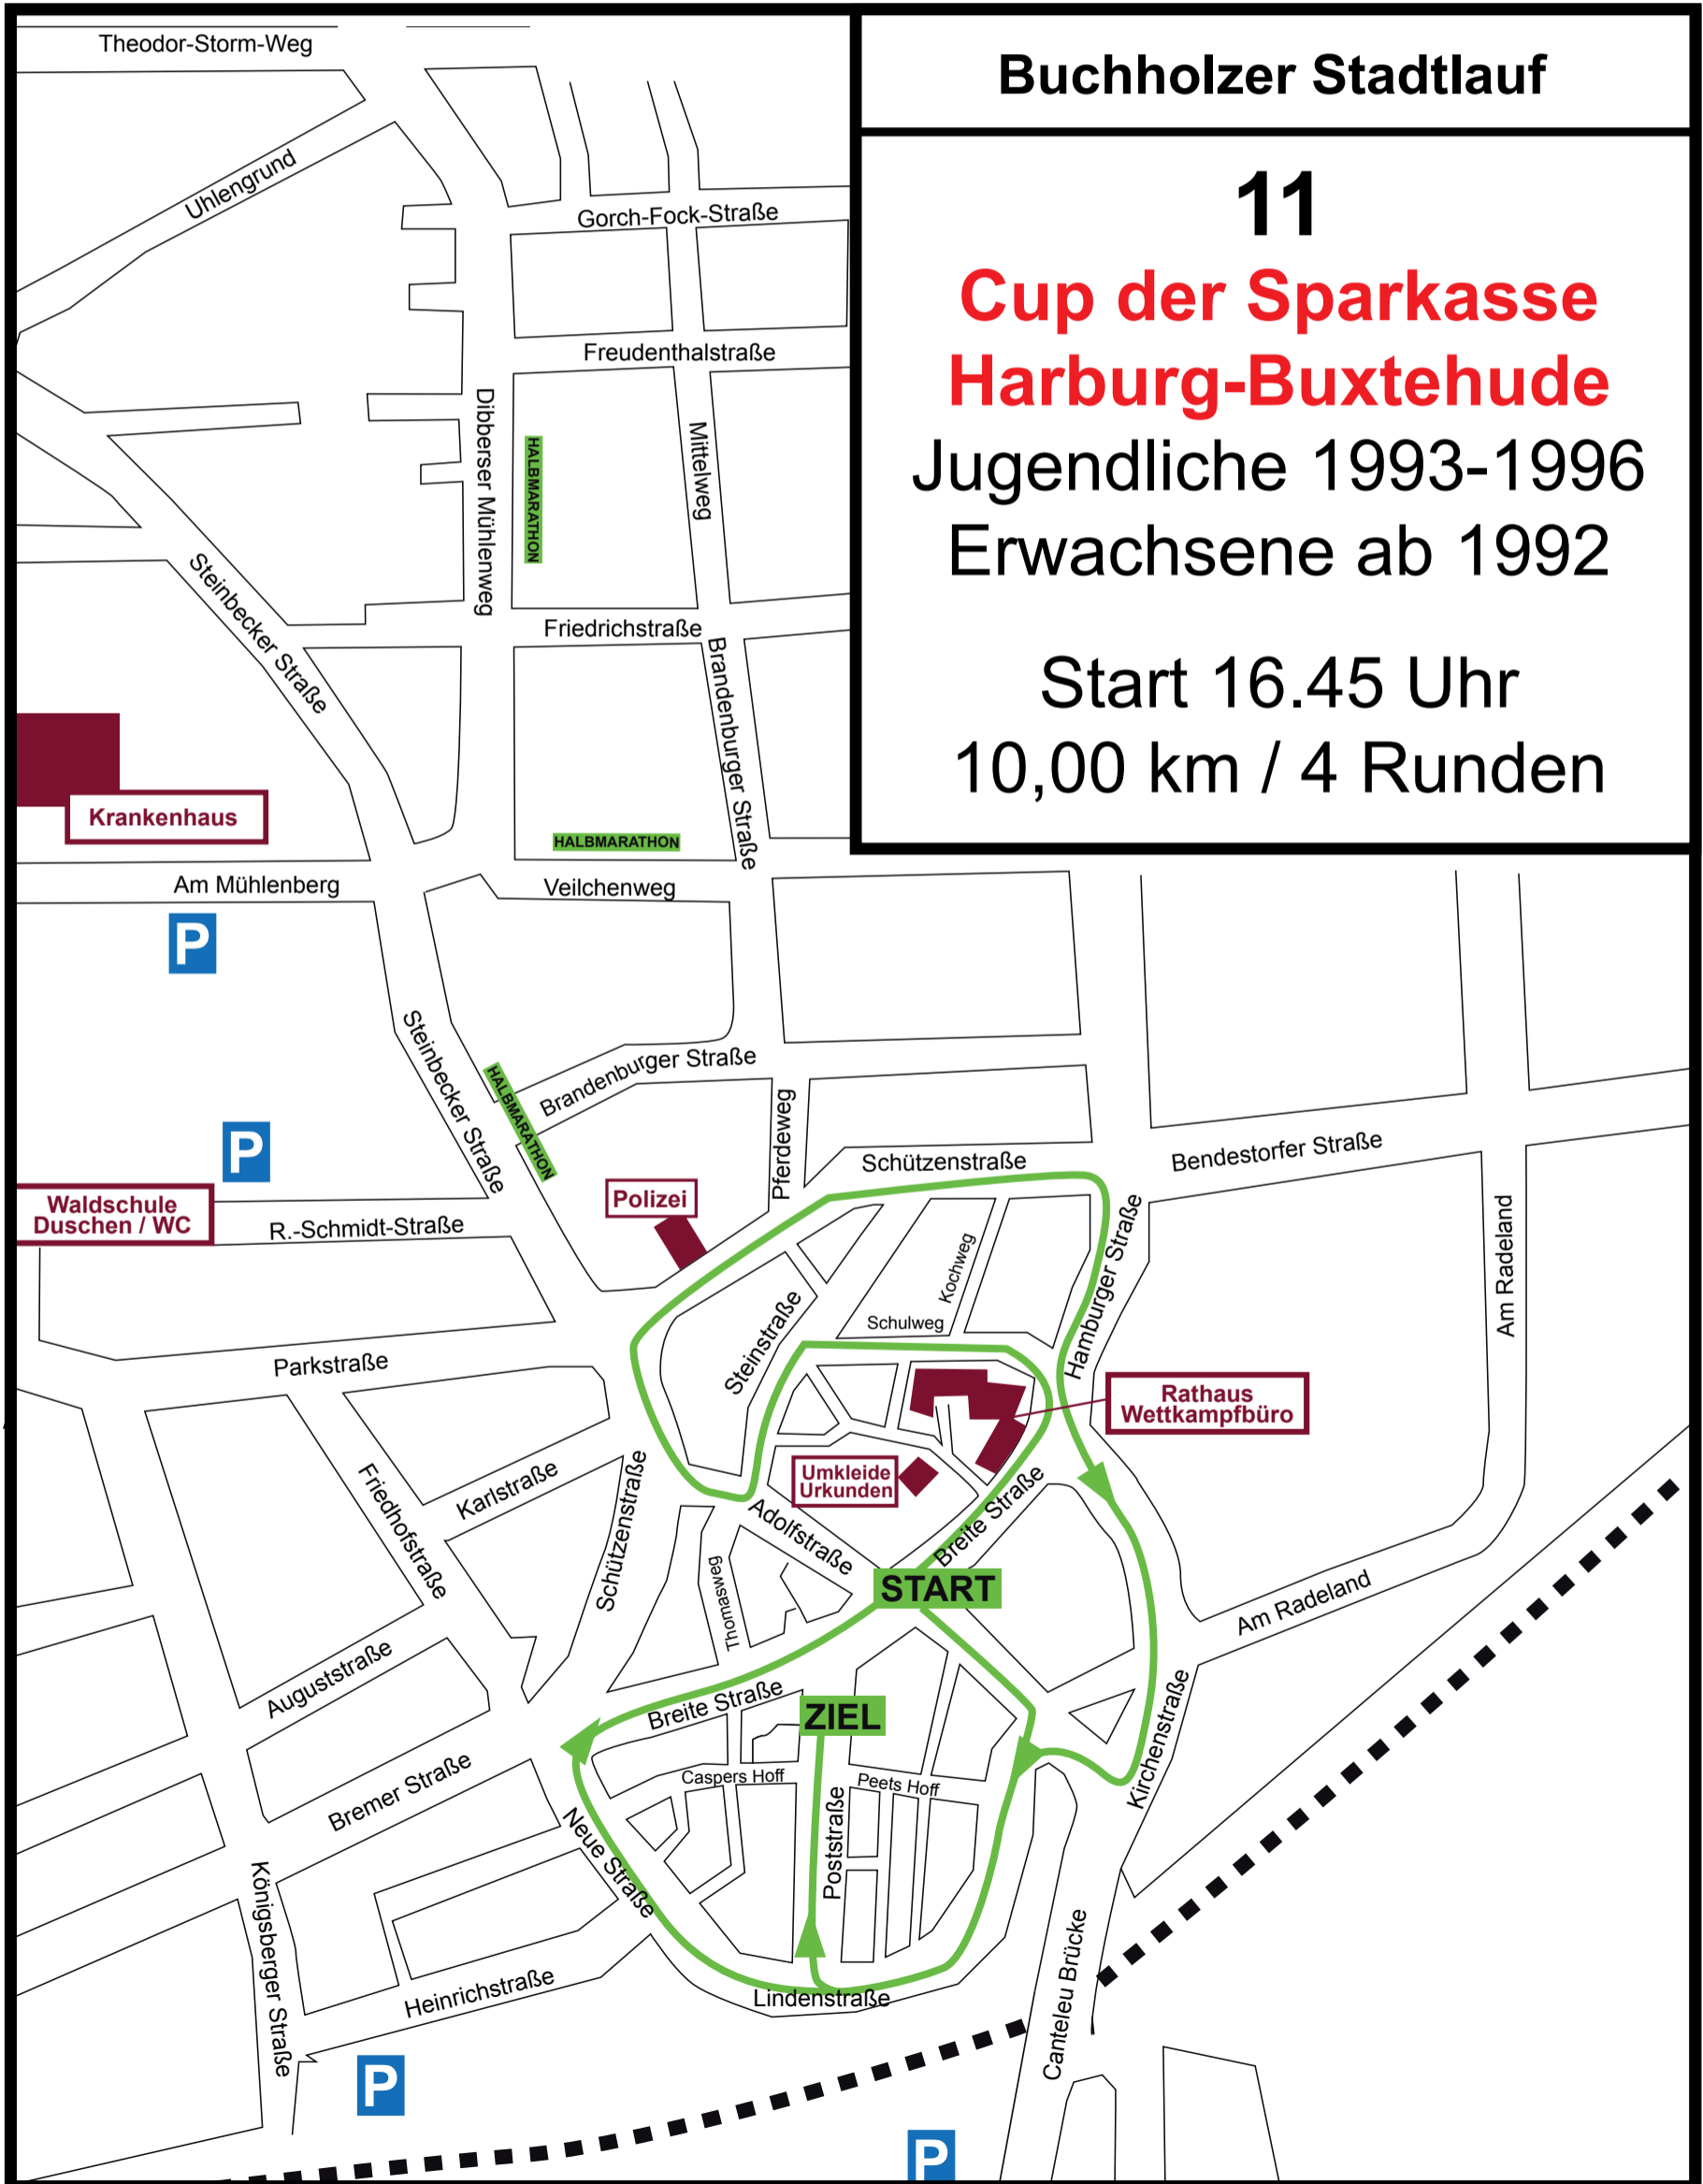 Theodor-Storm-Weg
Buchholzer Stadtlauf
11
Cup der Sparkasse
Harburg-Buxtehude
Jugendliche 1993-1996
Erwachsene ab 1992
Start 16.45 Uhr
10,00 km / 4 Runden
Uhlengrund
Gorch-Fock-Straße
Freudenthalstraße
Dibberser Mühlenweg
HALBMARATHON
Mittelweg
Steinbecker Straße
Friedrichstraße
Brandenburger Straße
Krankenhaus
HALBMARATHON
Am Mühlenberg
Veilchenweg
P
Steinbecker Straße
HALBMARATHON
Brandenburger Straße
Pferdeweg
P
Schützenstraße
Bendestorfer Straße
Waldschule
Duschen / WC
R.-Schmidt-Straße
Polizei
Kochweg
Hamburger Straße
Am Radeland
Schulweg
Steinstraße
Parkstraße
Rathaus
Wettkampfbüro
Friedhofstraße
Karlstraße
Schützenstraße
Umkleide
Urkunden
Adolfstraße
Breite Straße
Thomasweg
START
Am Radeland
Auguststraße
Breite Straße
ZIEL
Kirchenstraße
Bremer Straße
Caspers Hoff
Peets Hoff
Neue Straße
Poststraße
Königsberger Straße
Heinrichstraße
Lindenstraße
Canteleu Brücke
P
P